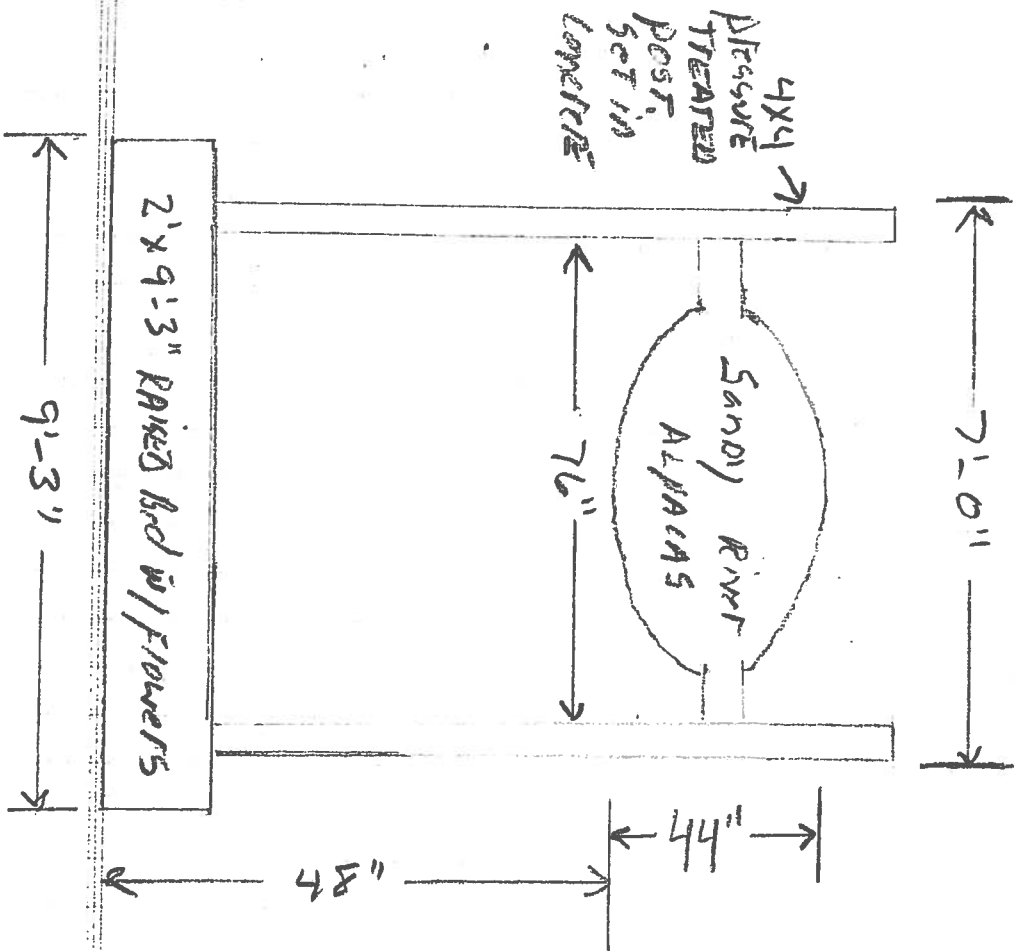 7'-0"
4x4
Pressure
Treated
Post,
Set in
Concrete
Sandy River
Alpacas
76"
44"
48"
2'x9'-3" Raised Bed w/ Flowers
9'-3"